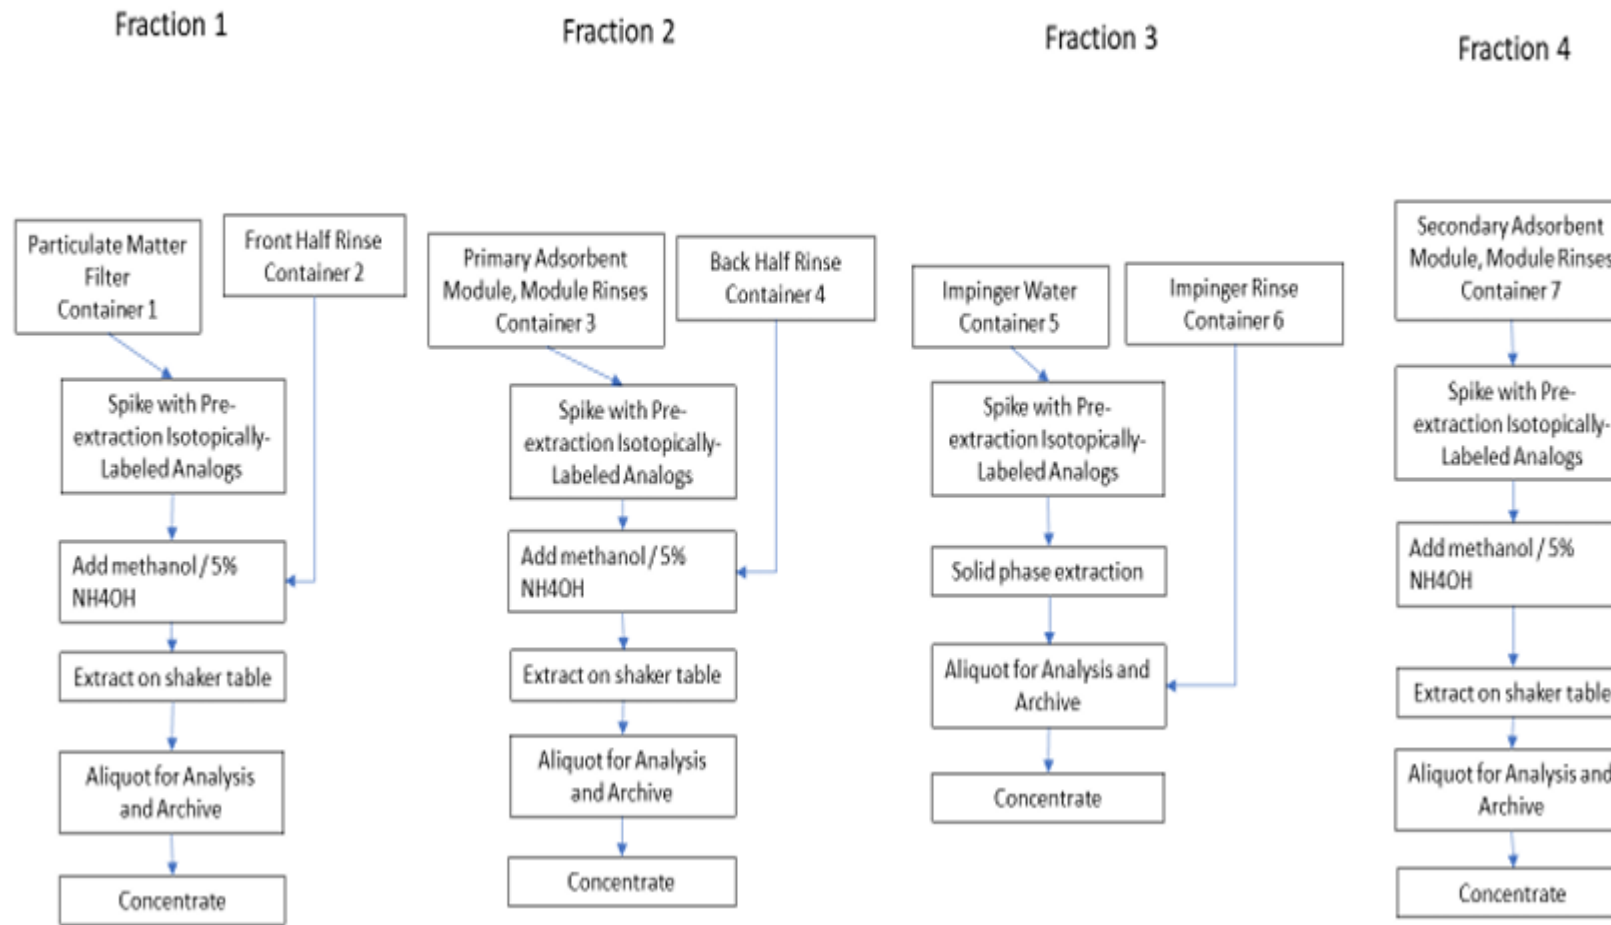 Fraction 1
Particulate Matter
Filter
Container 1
Front Half Rinse
Container 2
Spike with Pre-
extraction Isotopically-
Labeled Analogs
Add methanol / 5%
NH4OH
Extract on shaker table
Aliquot for Analysis
and Archive
Concentrate
Fraction 2
Primary Adsorbent
Module, Module Rinses
Container 3
Back Half Rinse
Container 4
Spike with Pre-
extraction Isotopically-
Labeled Analogs
Add methanol / 5%
NH4OH
Extract on shaker table
Aliquot for Analysis
and Archive
Concentrate
Fraction 3
Impinger Water
Container 5
Impinger Rinse
Container 6
Spike with Pre-
extraction Isotopically-
Labeled Analogs
Solid phase extraction
Aliquot for Analysis and
Archive
Concentrate
Fraction 4
Secondary Adsorbent
Module, Module Rinses
Container 7
Spike with Pre-
extraction Isotopically-
Labeled Analogs
Add methanol / 5%
NH4OH
Extract on shaker table
Aliquot for Analysis and
Archive
Concentrate